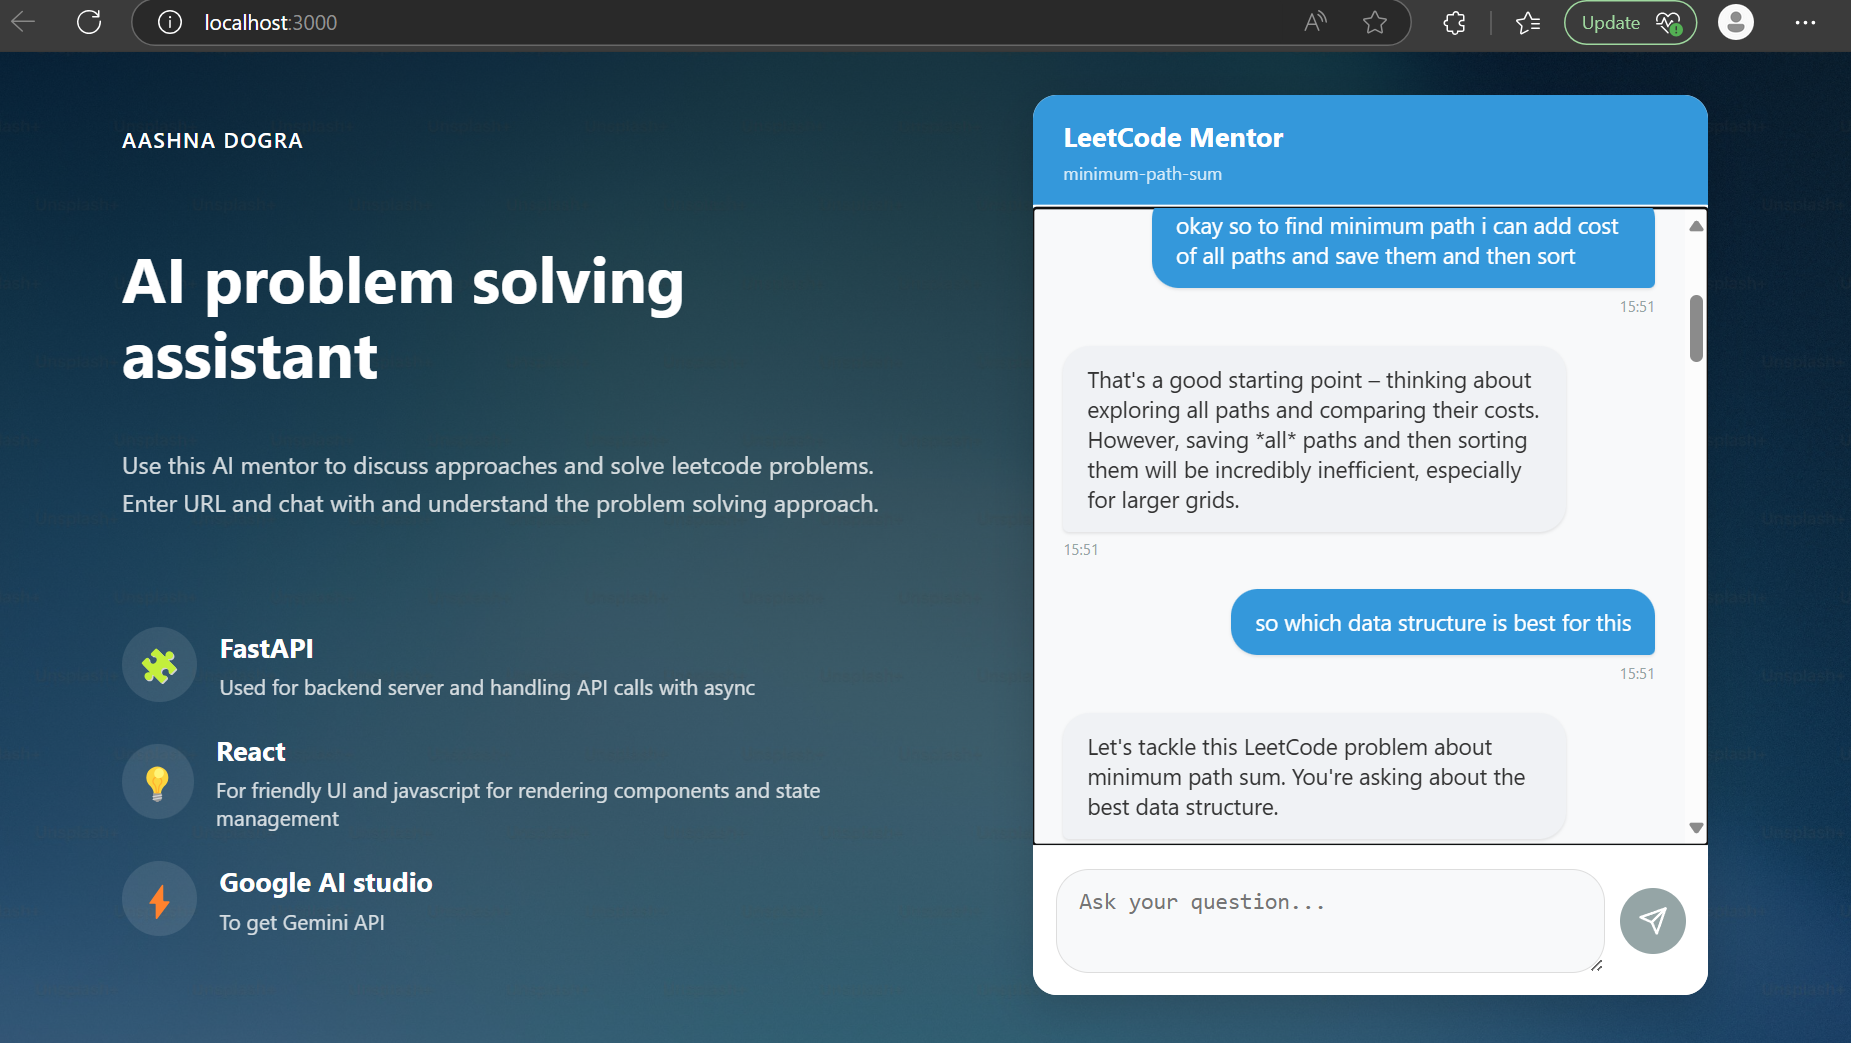 localhost:3000
Update
AASHNA DOGRA
AI problem solving
assistant
Use this AI mentor to discuss approaches and solve leetcode problems.
Enter URL and chat with and understand the problem solving approach.
FastAPI
Used for backend server and handling API calls with async
React
For friendly UI and javascript for rendering components and state
management
Google AI studio
To get Gemini API
LeetCode Mentor
minimum-path-sum
okay so to find minimum path i can add cost
of all paths and save them and then sort
15:51
That's a good starting point – thinking about
exploring all paths and comparing their costs.
However, saving *all* paths and then sorting
them will be incredibly inefficient, especially
for larger grids.
15:51
so which data structure is best for this
15:51
Let's tackle this LeetCode problem about
minimum path sum. You're asking about the
best data structure.
Ask your question...